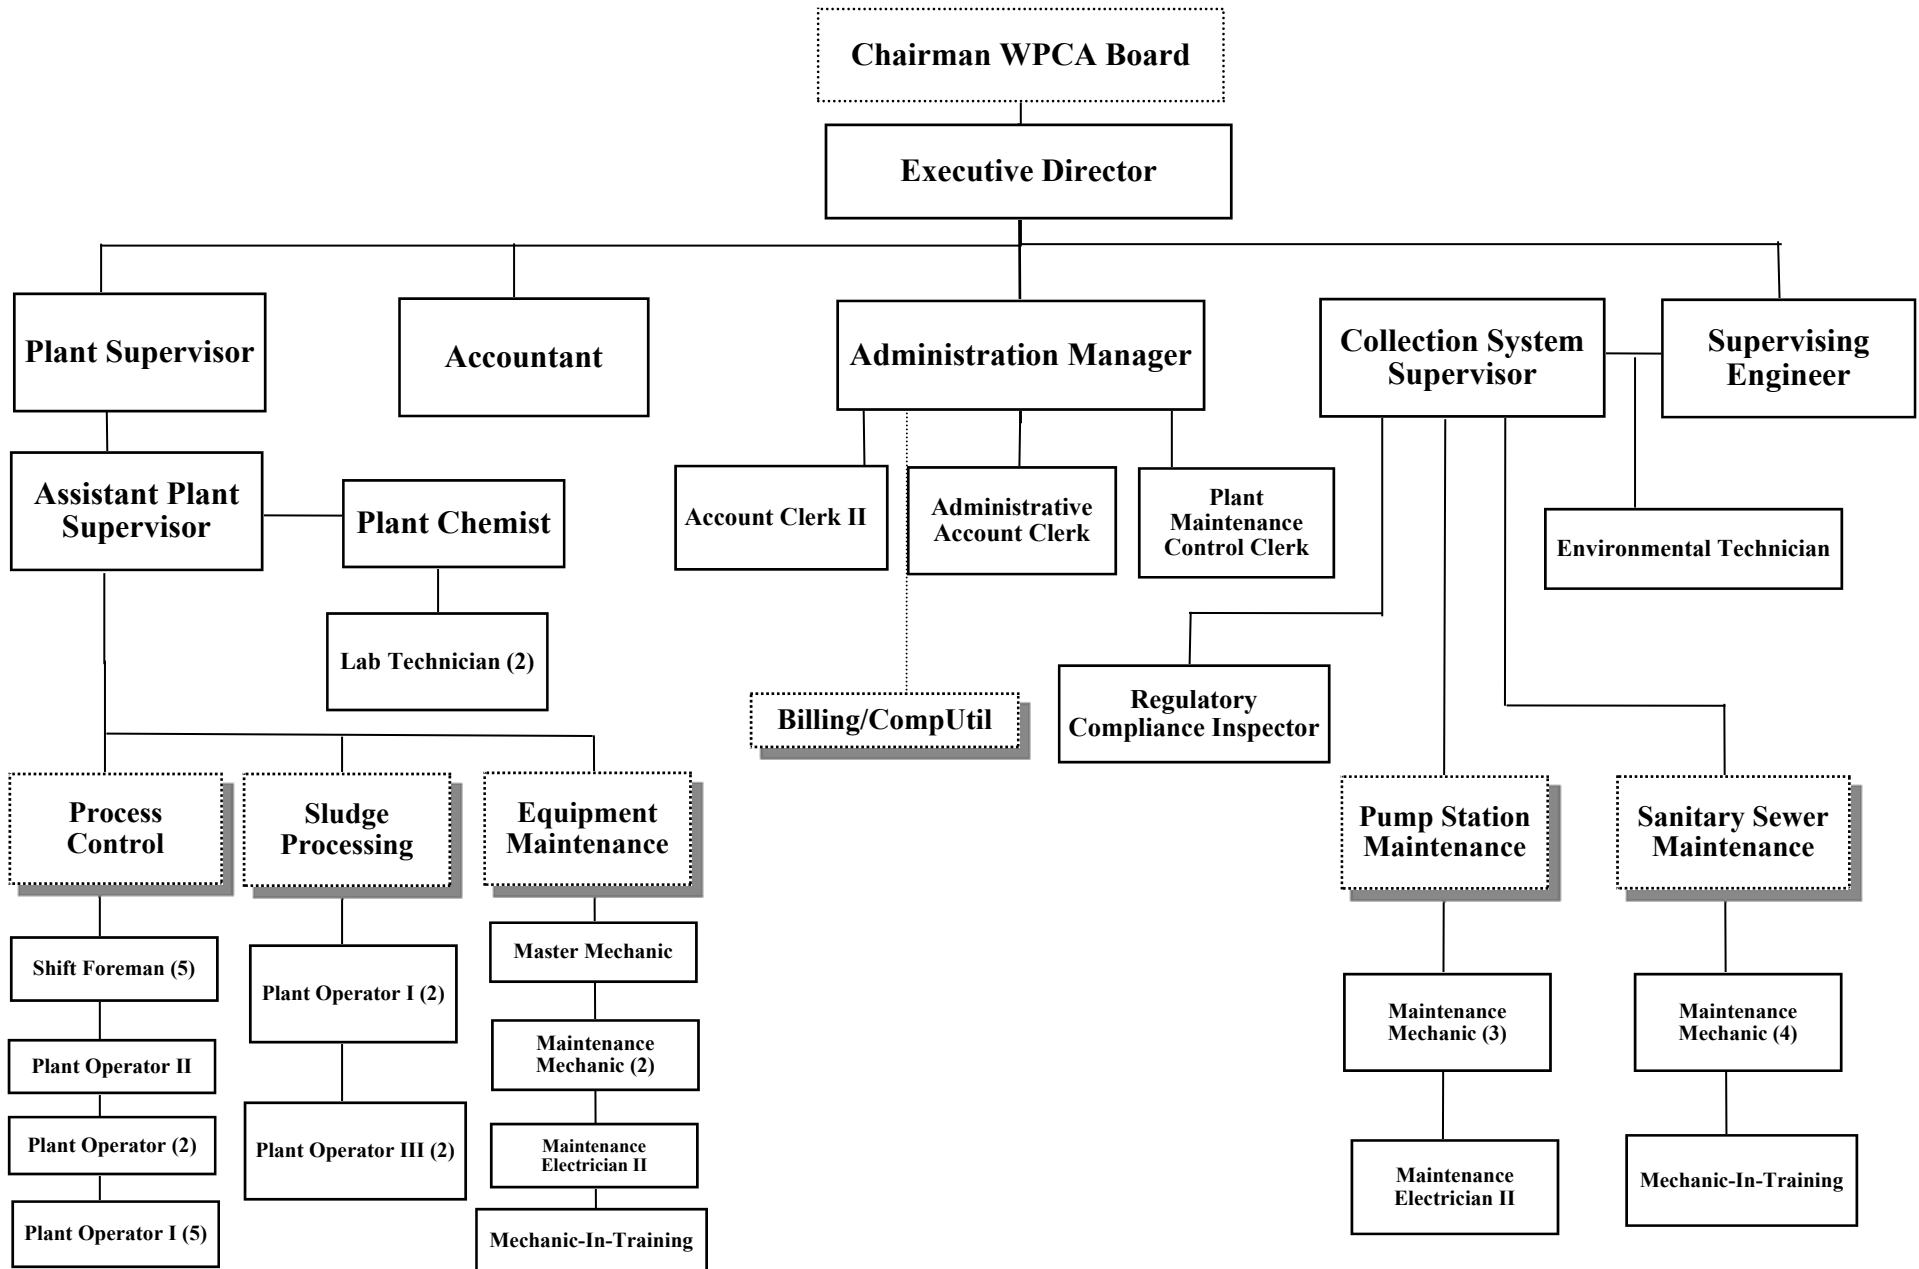 Chairman WPCA Board
Executive Director
Plant Supervisor
Accountant
Administration Manager
Collection System
Supervisor
Supervising
Engineer
Assistant Plant
Supervisor
Plant Chemist
Account Clerk II
Administrative
Account Clerk
Plant
Maintenance
Control Clerk
Environmental Technician
Lab Technician (2)
Billing/CompUtil
Regulatory
Compliance Inspector
Process
Control
Sludge
Processing
Equipment
Maintenance
Pump Station
Maintenance
Sanitary Sewer
Maintenance
Shift Foreman (5)
Plant Operator II
Plant Operator (2)
Plant Operator I (5)
Plant Operator I (2)
Plant Operator III (2)
Master Mechanic
Maintenance
Mechanic (2)
Maintenance
Electrician II
Mechanic-In-Training
Maintenance
Mechanic (3)
Maintenance
Electrician II
Maintenance
Mechanic (4)
Mechanic-In-Training